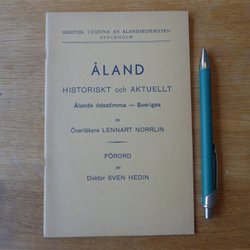 SKRIFTER, UTGIVNA AV ÅLANDSKOMMITTÉN
STOCKHOLM
ÅLAND
HISTORISKT och AKTUELLT
Ålands ödestimma — Sveriges
av
Överläkare LENNART NORRLIN
FÖRORD
av
Doktor SVEN HEDIN